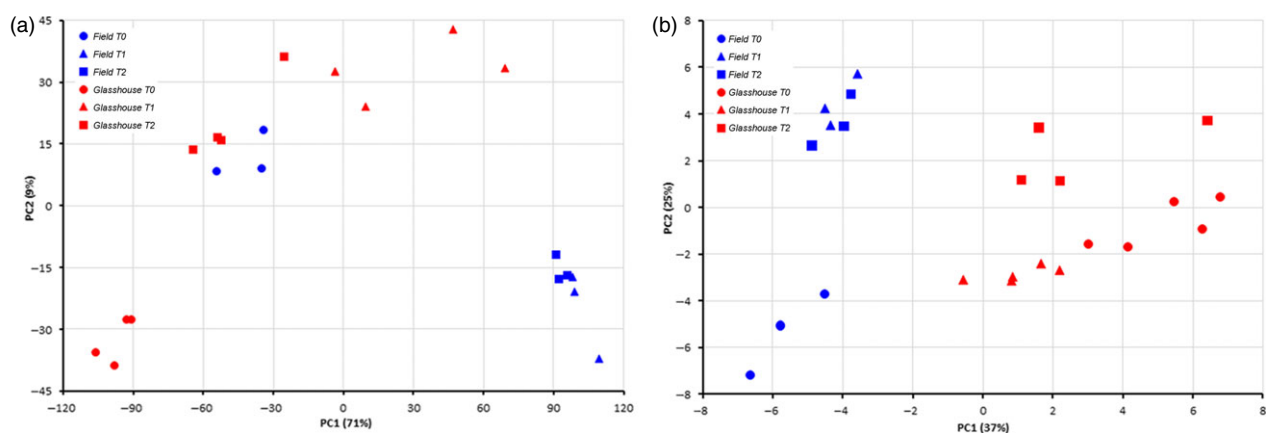 (a)
45
30
15
0
−15
−30
−45
PC2 (9%)
Field T0
Field T1
Field T2
Glasshouse T0
Glasshouse T1
Glasshouse T2
−120 −90 −60 −30 0 30 60 90 120
PC1 (71%)
(b)
8
6
4
2
0
−2
−4
−6
−8
PC2 (25%)
Field T0
Field T1
Field T2
Glasshouse T0
Glasshouse T1
Glasshouse T2
−8 −6 −4 −2 0 2 4 6 8
PC1 (37%)